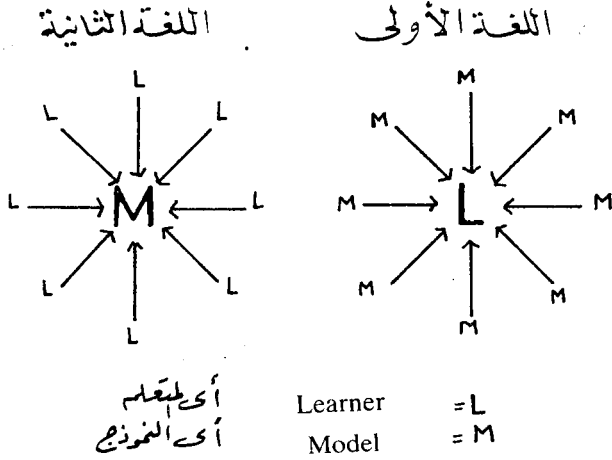 اللغة الأولى
اللغة الثانية
M
M M
M L M
M M
M
L
L L
L M L
L L
L
L= Learner أى المتعلم
M = Model أى النموذج